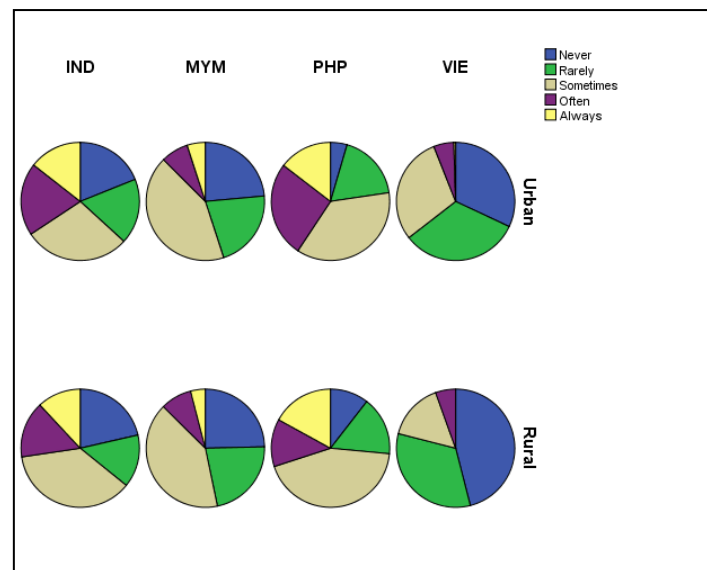 IND MYM PHP VIE
Never
Rarely
Sometimes
Often
Always
Urban
Rural